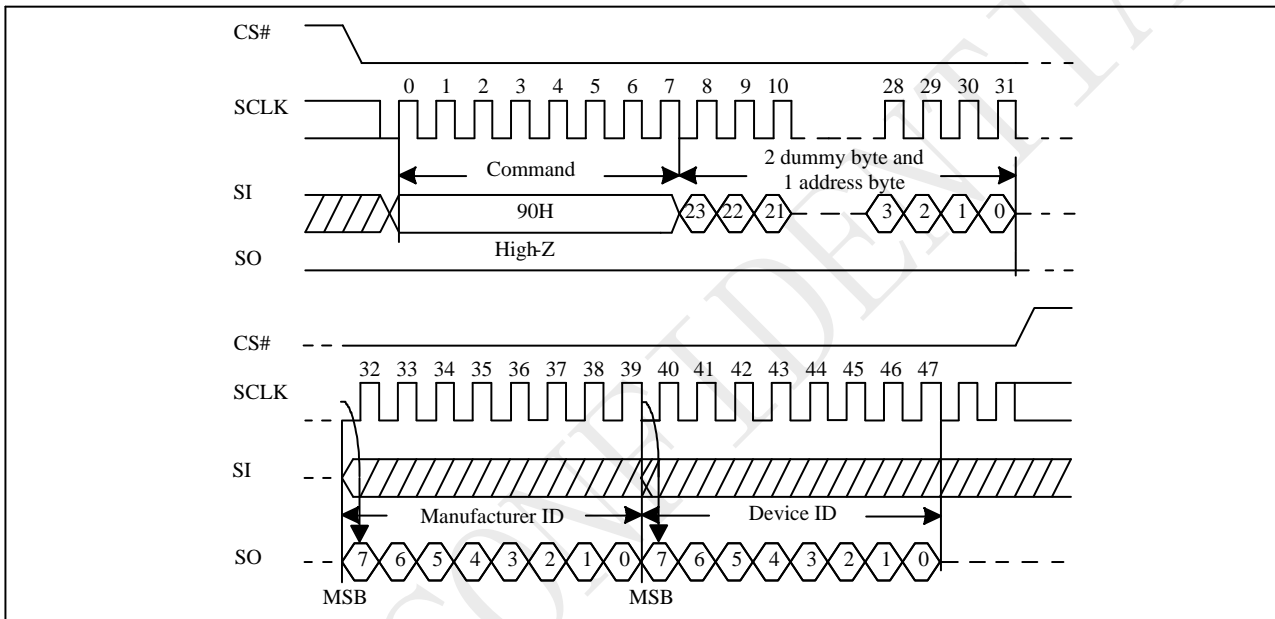 CS#
0 1 2 3 4 5 6 7 8 9 10 28 29 30 31
SCLK
Command
2 dummy byte and
1 address byte
SI
90H
23 22 21 3 2 1 0
High-Z
SO
CS#
32 33 34 35 36 37 38 39 40 41 42 43 44 45 46 47
SCLK
SI
Manufacturer ID Device ID
SO
7 6 5 4 3 2 1 0 7 6 5 4 3 2 1 0
MSB MSB
CONFIDENTIA